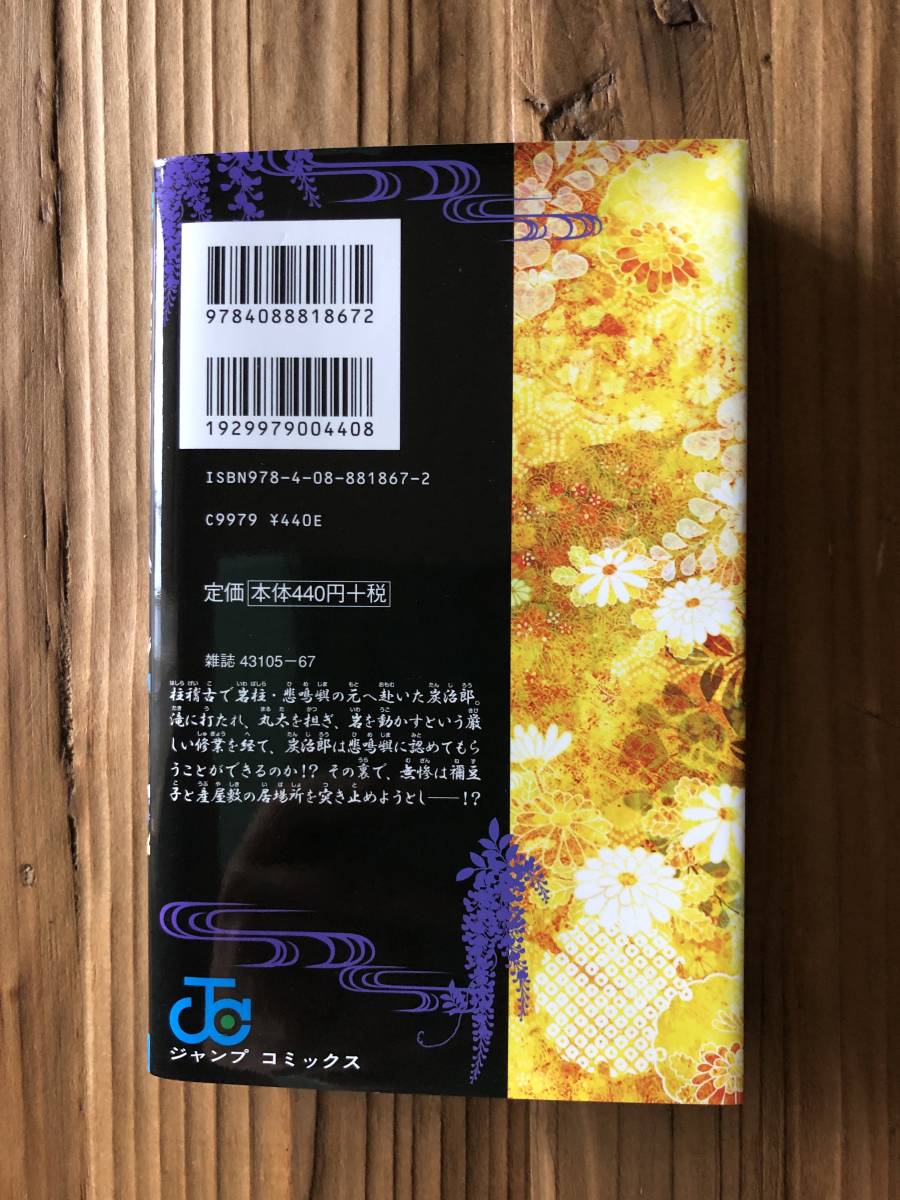 9784088818672
1929979004408
ISBN978-4-08-881867-2
C9979 ¥440E
定価 本体440円+税
雑誌 43105-67
柱稽古で岩柱・悲鳴嶼の元へ赴いた炭治郎。
滝に打たれ、丸太を担ぎ、岩を動かすという厳
しい修業を経て、炭治郎は悲鳴嶼に認めてもら
うことができるのか!? その裏で、無惨は禰豆
子と産屋敷の居場所を突き止めようとし——!?
JC
ジャンプ コミックス